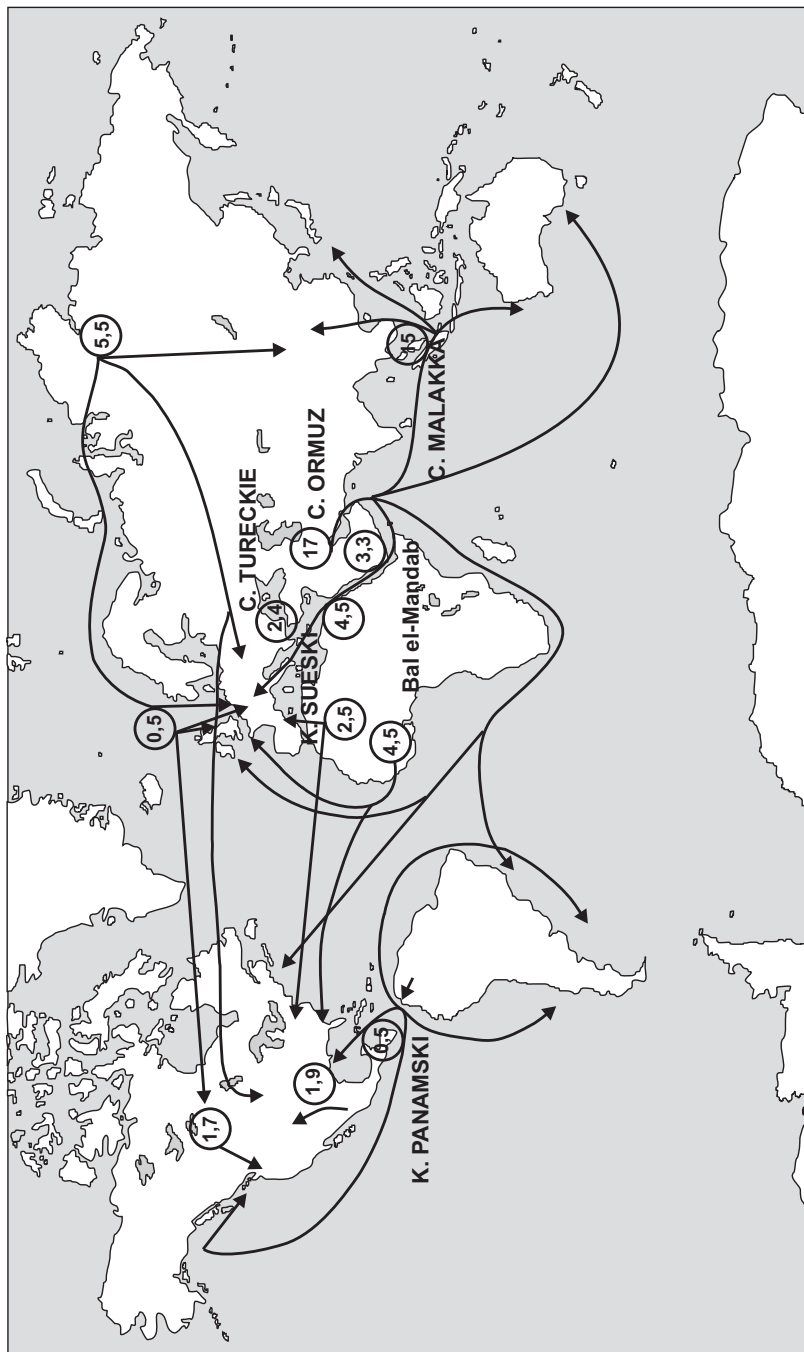 5,5
0,5
1,7
C. TURECKIE
2,4
C. ORMUZ
17
1,9
K. SUESKI
4,5
3,3
2,5
15
4,5
0,5
Bal el-Mandab
C. MALAKKA
K. PANAMSKI